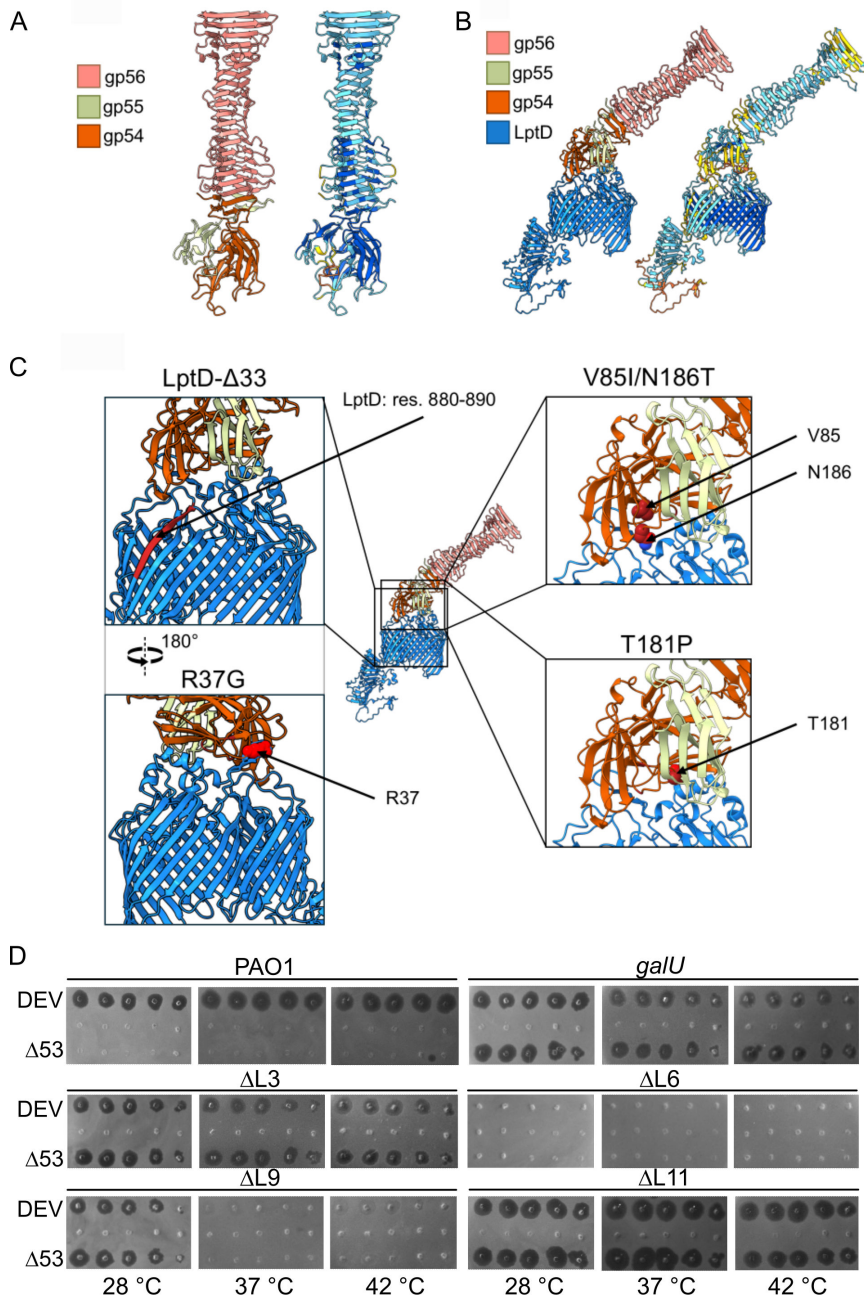 A
gp56
gp55
gp54
B
gp56
gp55
gp54
LptD
C
LptD-Δ33
LptD: res. 880-890
V85I/N186T
V85
N186
180°
R37G
R37
T181P
T181
D
PAO1
galU
DEV
Δ53
ΔL3
ΔL6
DEV
Δ53
ΔL9
ΔL11
DEV
Δ53
28 °C 37 °C 42 °C 28 °C 37 °C 42 °C